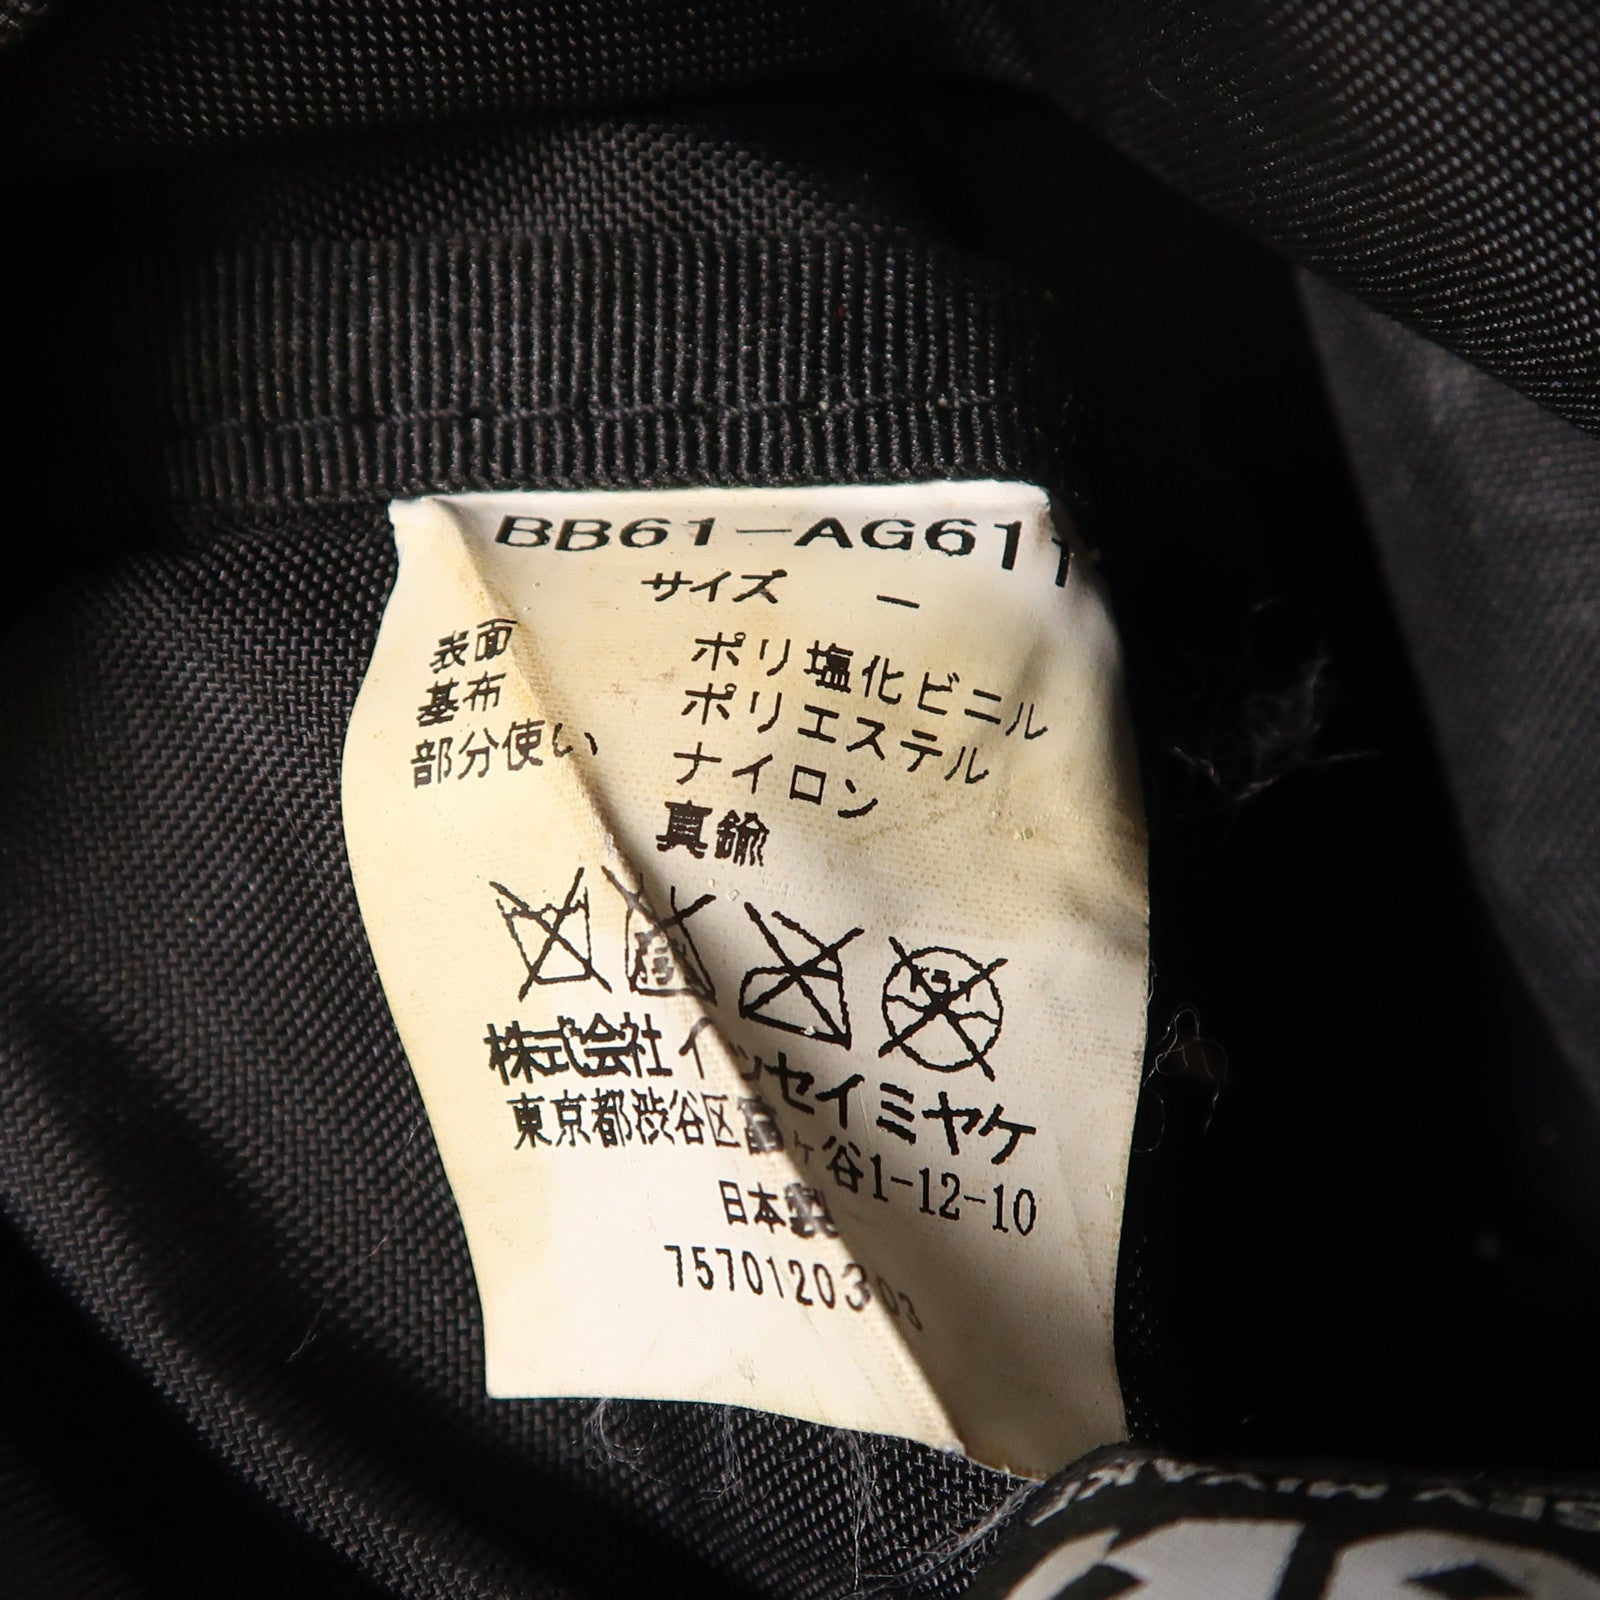 BB61-AG611
サイズ -
表面 ポリ塩化ビニル
基布 ポリエステル
部分使い ナイロン
真鍮
株式会社イッセイミヤケ
東京都渋谷区 ヶ谷1-12-10
日本製
7570120303
SEY MIYAK